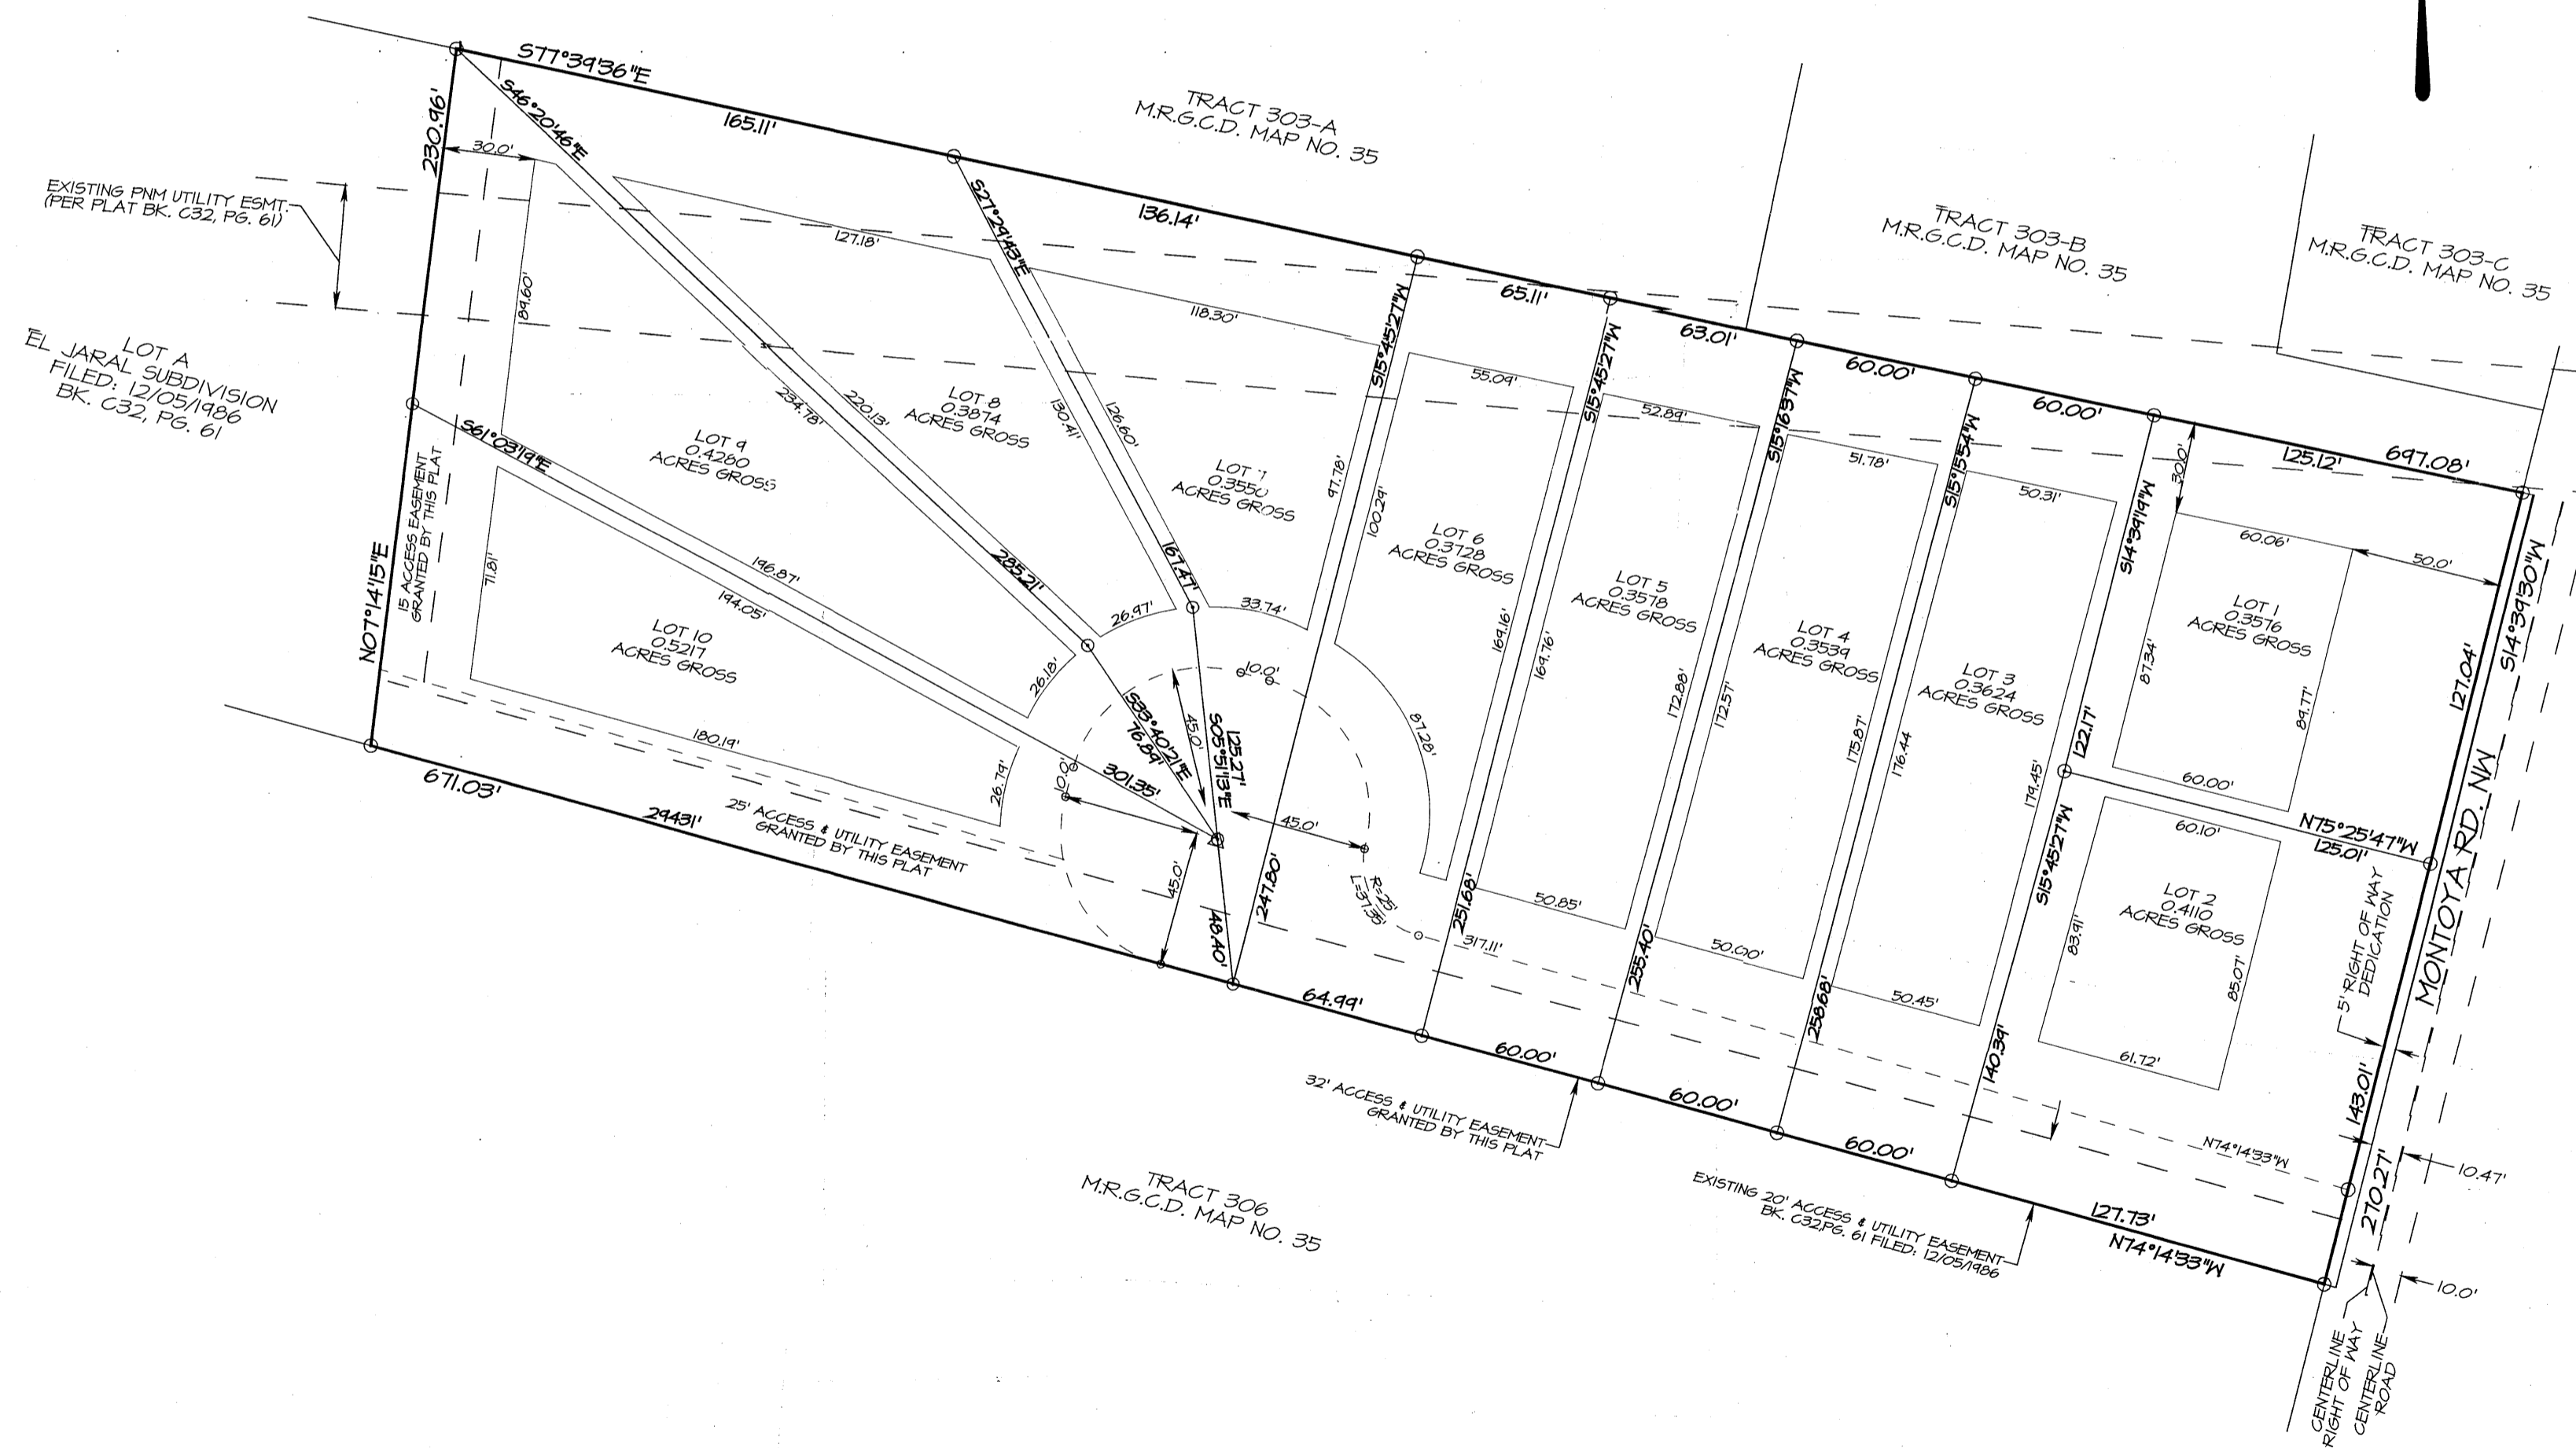 S77°39'36"E
165.11'
136.14'
65.11'
63.01'
60.00'
60.00'
125.12'
697.08'
TRACT 303-A
M.R.G.C.D. MAP NO. 35
TRACT 303-B
M.R.G.C.D. MAP NO. 35
TRACT 303-C
M.R.G.C.D. MAP NO. 35
230.96'
S46°20'46"E
30.0'
EXISTING PNM UTILITY ESMT.
(PER PLAT BK. C32, PG. 61)
LOT A
EL JARAL SUBDIVISION
FILED: 12/05/1986
BK. C32, PG. 61
N07°14'15"E
15 ACCESS EASEMENT
GRANTED BY THIS PLAT
89.60'
LOT 9
0.4280
ACRES GROSS
234.78'
220.13'
285.21'
S61°03'19"E
196.87'
194.05'
26.18'
71.81'
LOT 10
0.5217
ACRES GROSS
180.19'
26.79'
301.35'
127.18'
LOT 8
0.3874
ACRES GROSS
130.41'
126.60'
26.97'
S27°29'43"E
167.47'
118.30'
LOT 7
0.3550
ACRES GROSS
97.78'
33.74'
S15°45'27"W
100.29'
55.09'
LOT 6
0.3728
ACRES GROSS
169.16'
87.28'
S15°45'27"W
52.89'
LOT 5
0.3578
ACRES GROSS
169.76'
172.88'
50.85'
S15°16'37"W
51.78'
LOT 4
0.3539
ACRES GROSS
172.57'
175.87'
50.00'
S15°15'54"W
50.31'
LOT 3
0.3624
ACRES GROSS
176.44
179.45'
50.45'
S14°39'19"W
122.17'
30.0'
60.06'
50.0'
LOT 1
0.3576
ACRES GROSS
87.34'
89.77'
60.00'
127.04'
S14°39'30"W
N75°25'47"W
125.01'
S15°45'27"W
60.10'
LOT 2
0.4110
ACRES GROSS
83.91'
85.07'
61.72'
5' RIGHT OF WAY
DEDICATION
MONTOYA RD. NW
143.01'
270.27'
10.47'
10.0'
CENTERLINE
RIGHT OF WAY
CENTERLINE
ROAD
10.0'
45.0'
S33°40'21"E
76.89'
125.27'
S05°51'13"E
10.0'
45.0'
45.0'
48.40'
R=25'
317.11'
N74°14'33"W
247.80'
251.68'
255.40'
258.68'
140.39'
671.03'
294.31'
25' ACCESS & UTILITY EASEMENT
GRANTED BY THIS PLAT
64.99'
60.00'
60.00'
60.00'
127.73'
N74°14'33"W
32' ACCESS & UTILITY EASEMENT
GRANTED BY THIS PLAT
EXISTING 20' ACCESS & UTILITY EASEMENT
BK. C32,PG. 61 FILED: 12/05/1986
TRACT 306
M.R.G.C.D. MAP NO. 35